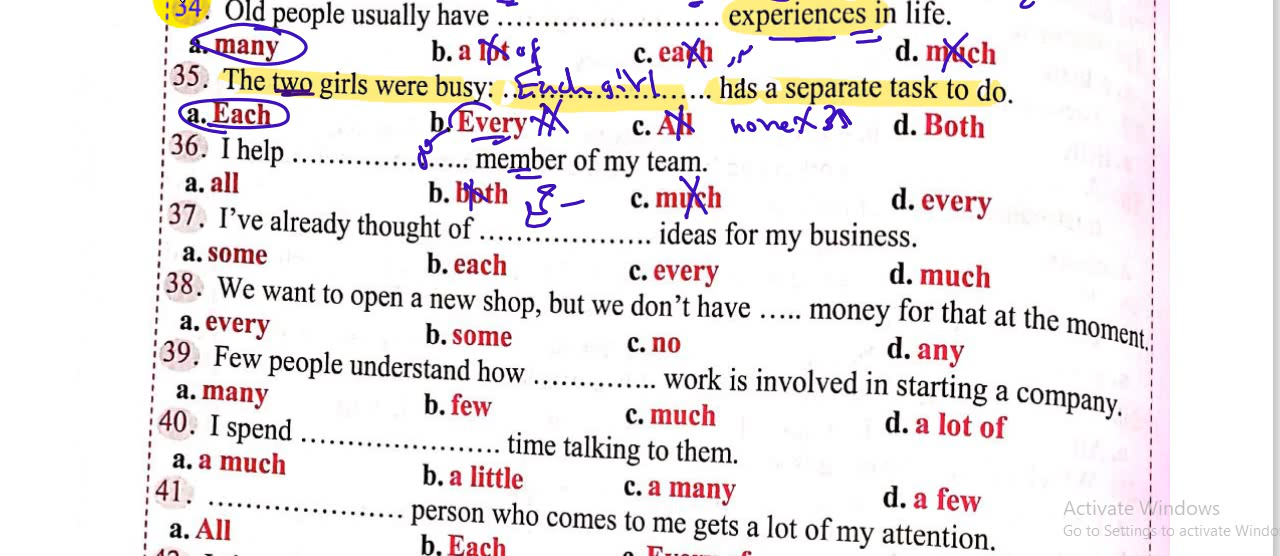 34. Old people usually have ........................... experiences in life.
a. many b. a lot of of c. each d. much
35. The two girls were busy: Each girl ........................... has a separate task to do.
a. Each b. Every c. All none d. Both
36. I help ........................ member of my team.
a. all b. both c. much d. every
37. I've already thought of ........................ ideas for my business.
a. some b. each c. every d. much
38. We want to open a new shop, but we don't have ..... money for that at the moment.
a. every b. some c. no d. any
39. Few people understand how .............. work is involved in starting a company.
a. many b. few c. much d. a lot of
40. I spend ........................ time talking to them.
a. a much b. a little c. a many d. a few
41. ........................ person who comes to me gets a lot of my attention.
a. All b. Each
Activate Windows
Go to Settings to activate Windo